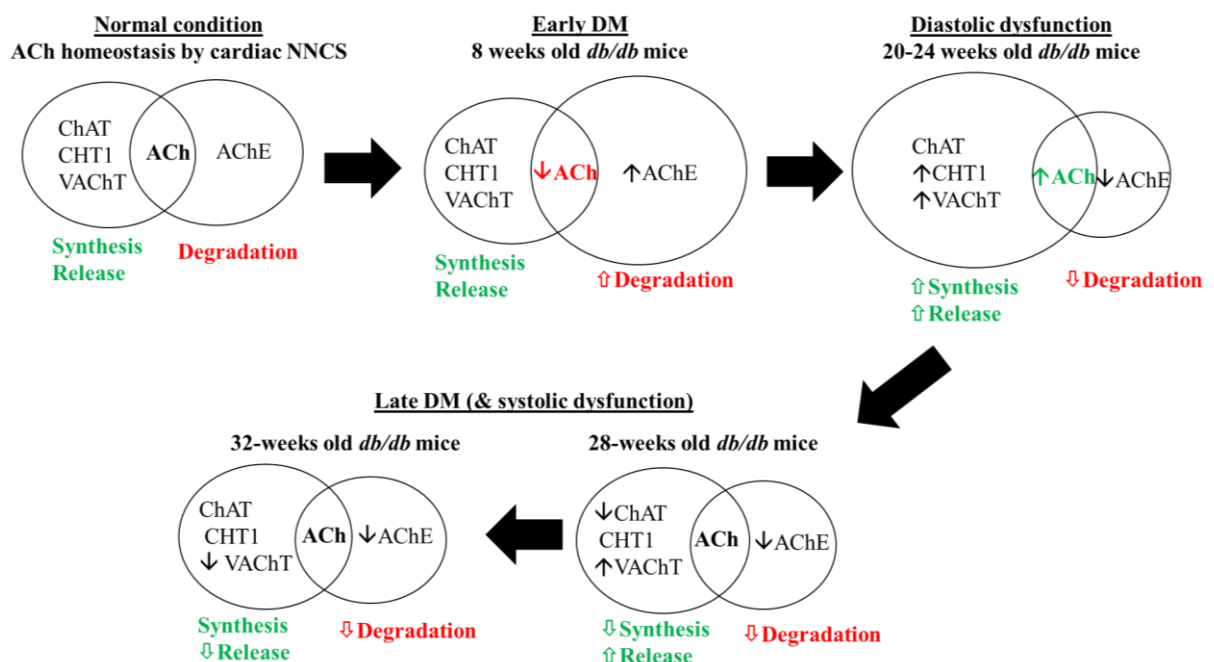 Normal condition
ACh homeostasis by cardiac NNCS
ChAT
CHT1
VAChT
ACh
AChE
Synthesis
Release
Degradation
Early DM
8 weeks old db/db mice
ChAT
CHT1
VAChT
↓ ACh
↑AChE
Synthesis
Release
⇧Degradation
Diastolic dysfunction
20-24 weeks old db/db mice
ChAT
↑CHT1
↑VAChT
↑ACh
↓AChE
⇧Synthesis
⇧Release
⇩Degradation
Late DM (& systolic dysfunction)
32-weeks old db/db mice
ChAT
CHT1
↓ VAChT
ACh
↓AChE
Synthesis
⇩Release
⇩Degradation
28-weeks old db/db mice
↓ChAT
CHT1
↑VAChT
ACh
↓AChE
⇩Synthesis
⇧Release
⇩Degradation